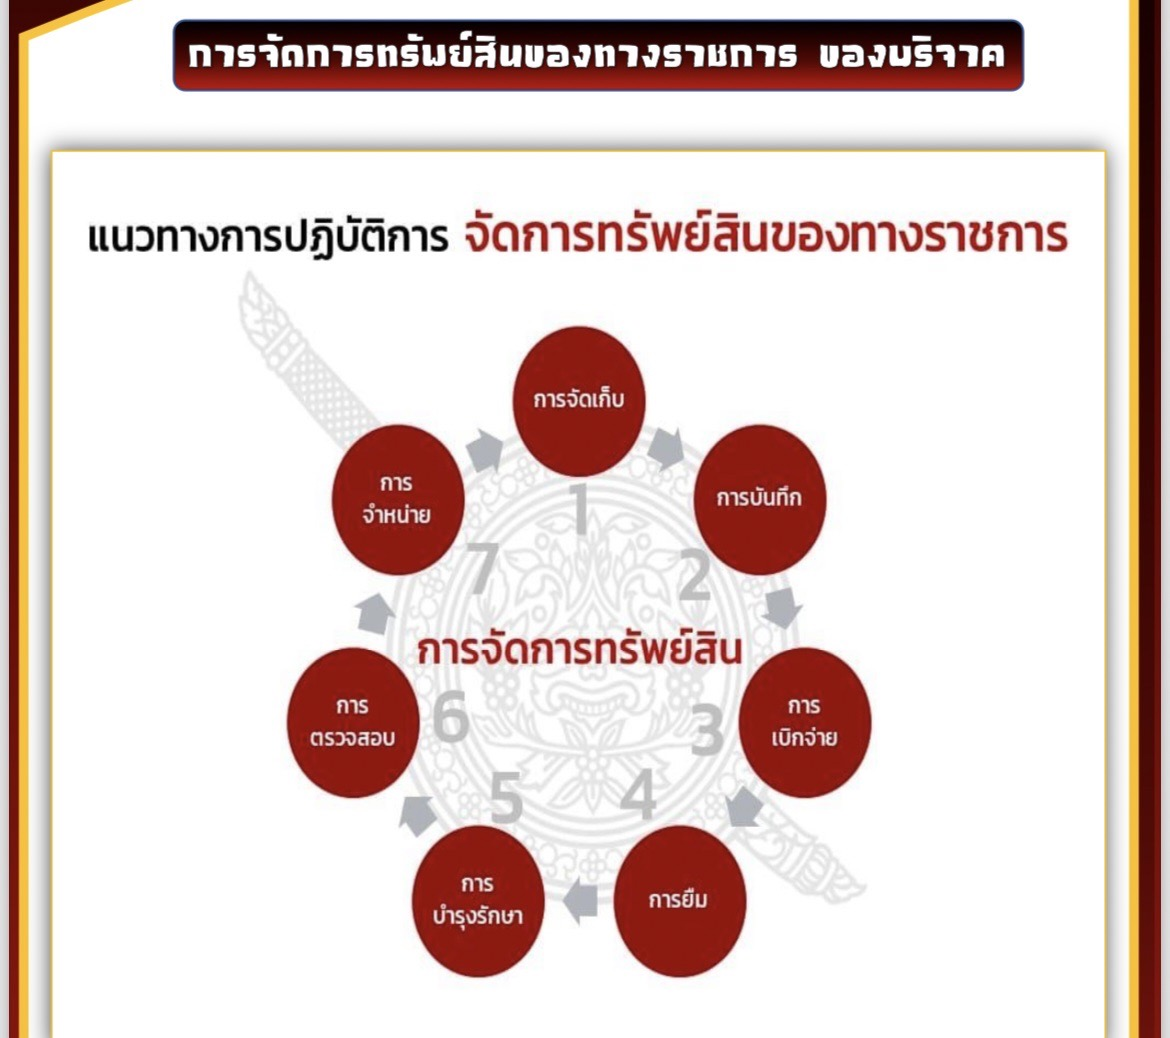 การจัดการทรัพย์สินของทางราชการ ของบริจาค
แนวทางการปฏิบัติการ จัดการทรัพย์สินของทางราชการ
การจัดเก็บ
1
การบันทึก
2
การ
เบิกจ่าย
3
การยืม
4
การ
บำรุงรักษา
5
การ
ตรวจสอบ
6
การ
จำหน่าย
7
การจัดการทรัพย์สิน